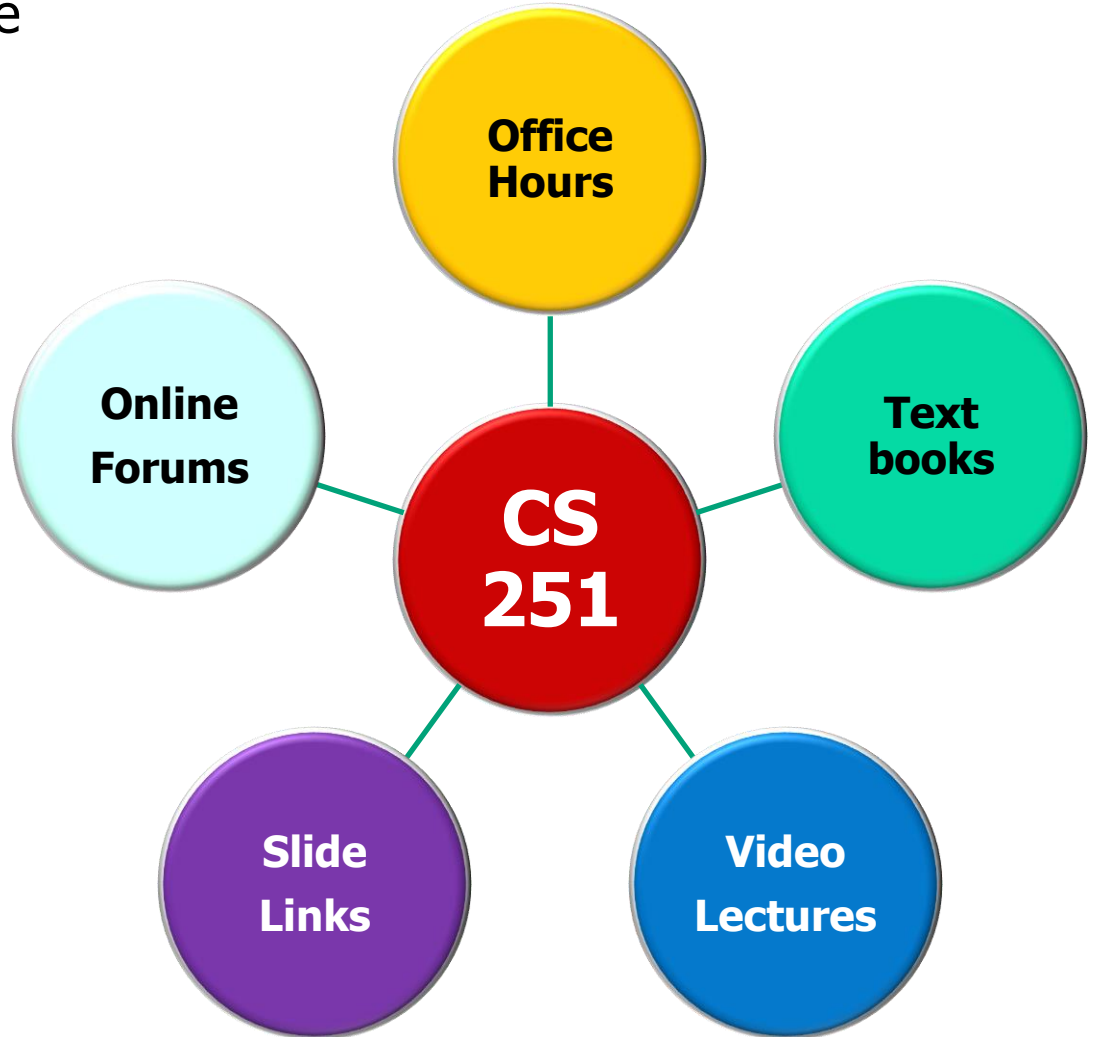 e
Office
Hours
Online
Forums
Text
books
CS
251
Slide
Links
Video
Lectures